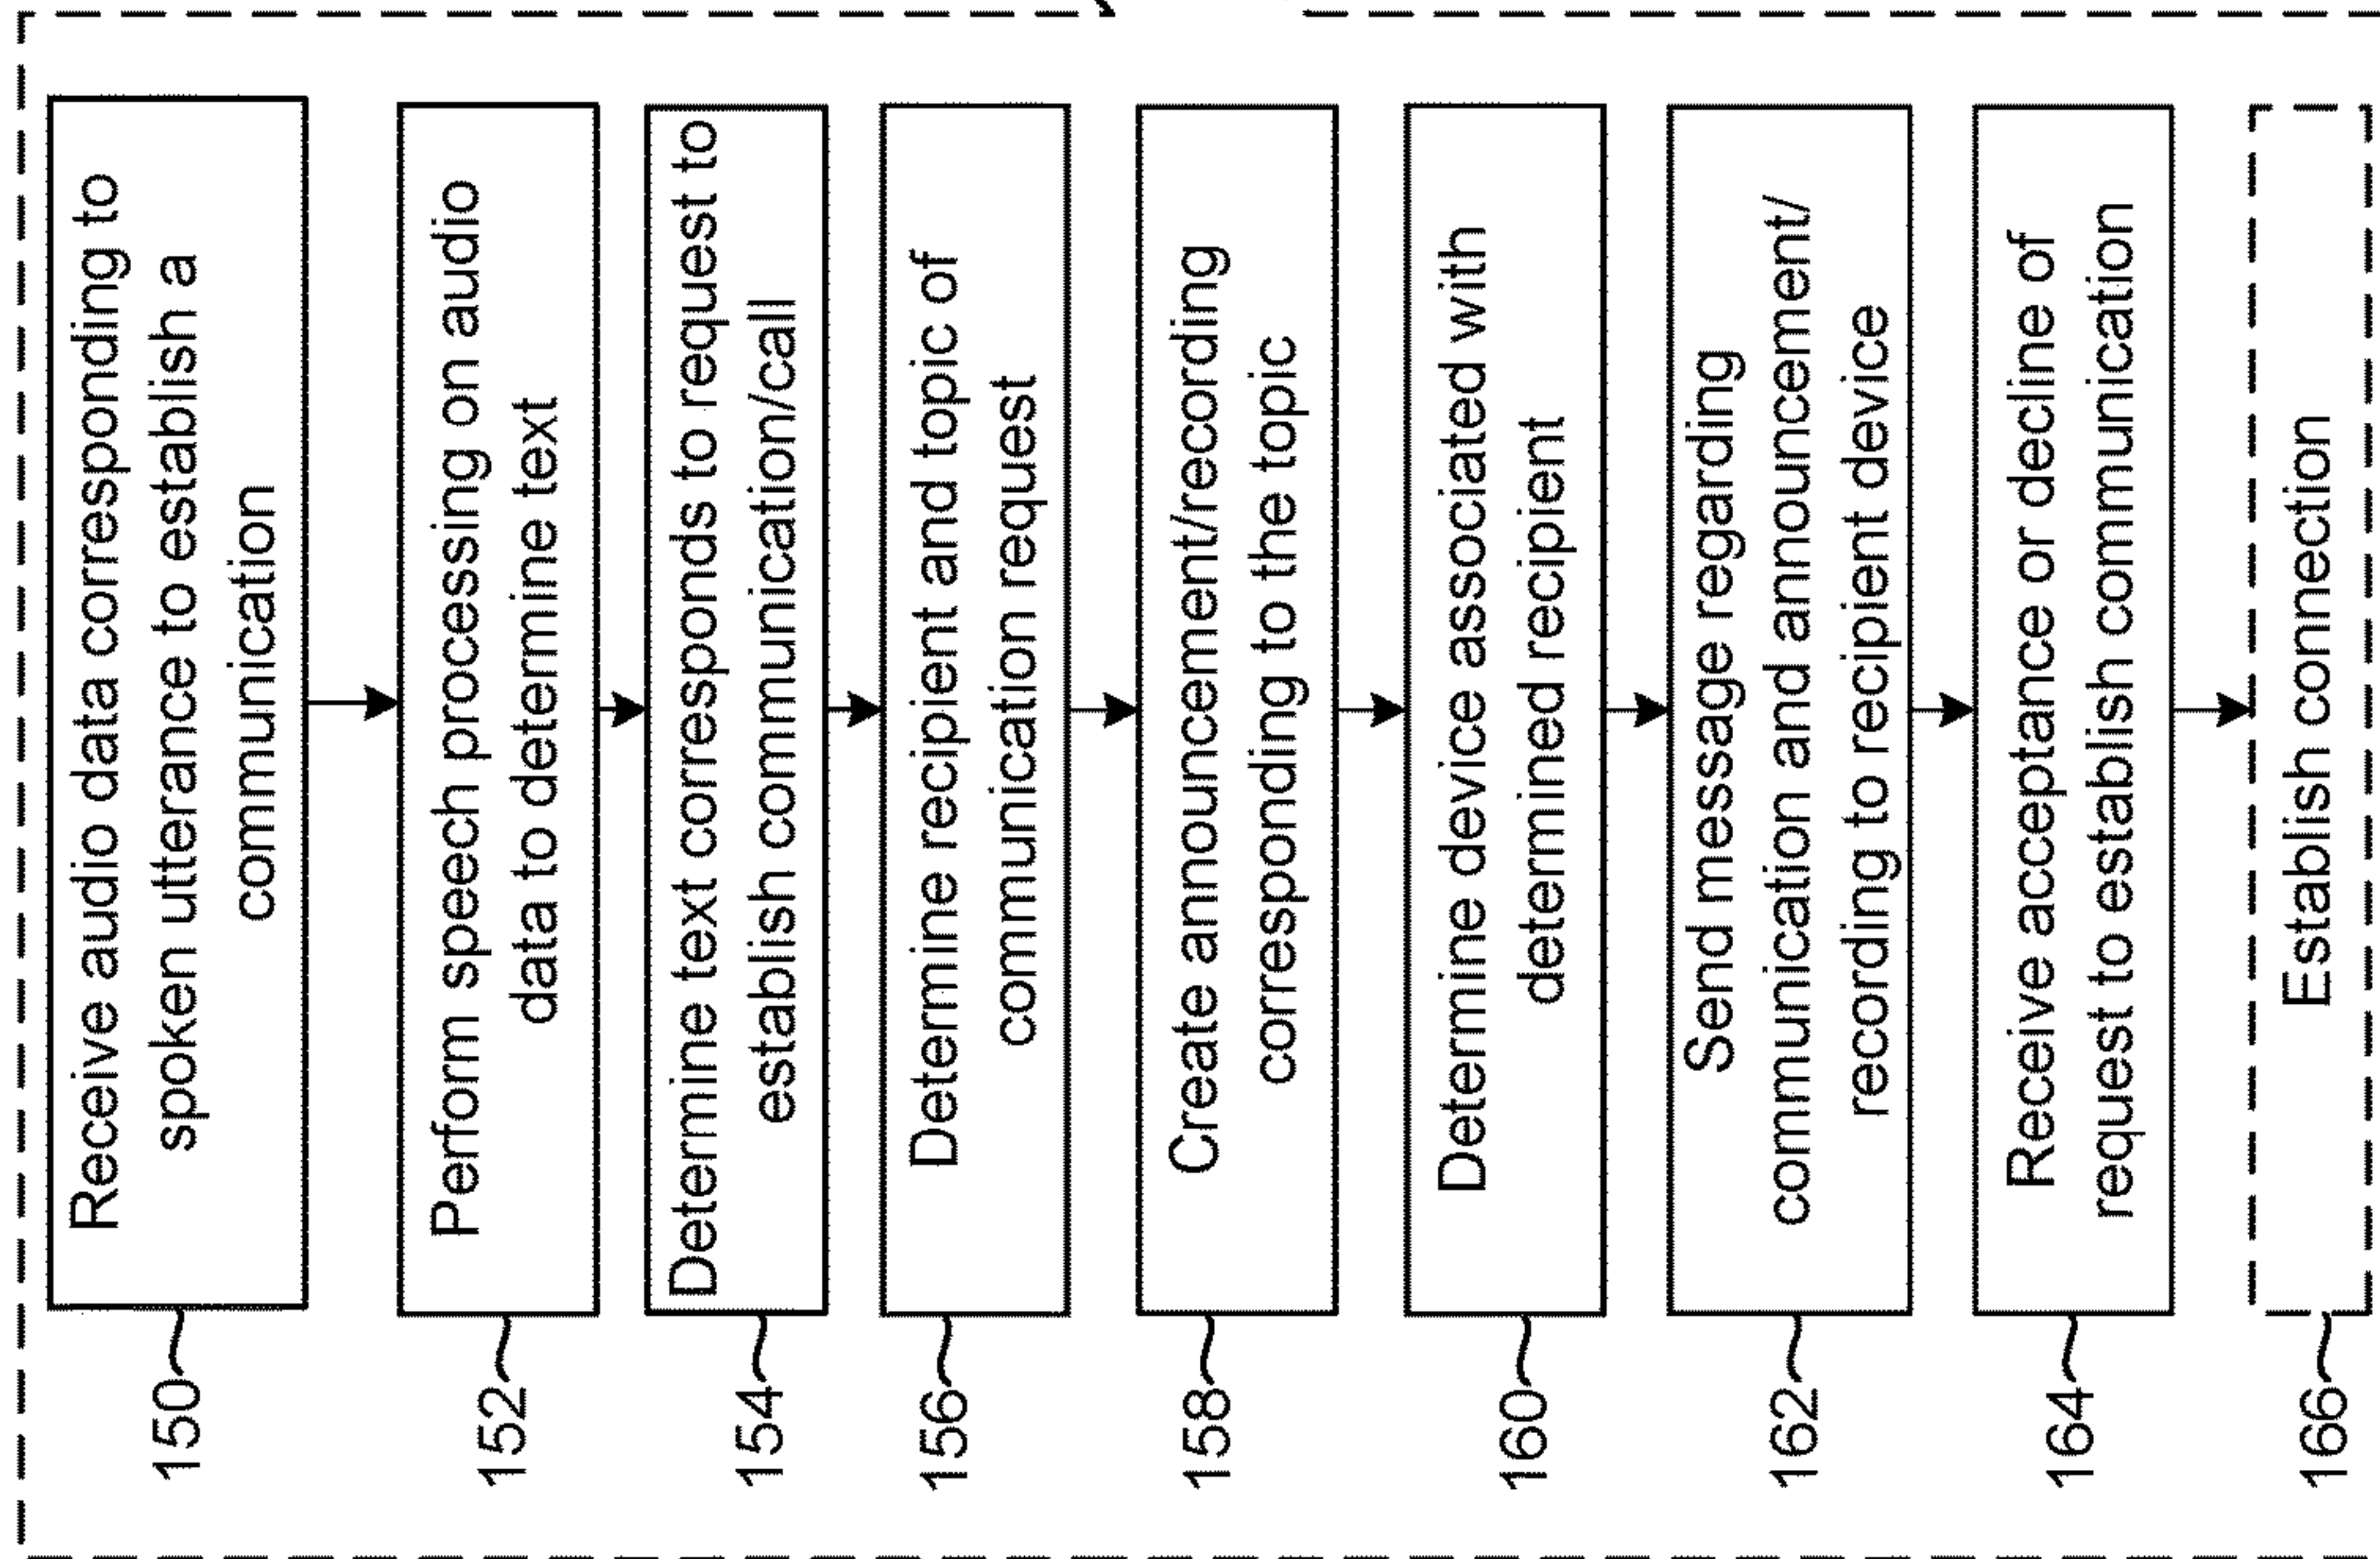 150
Receive audio data corresponding to
spoken utterance to establish a
communication
152
Perform speech processing on audio
data to determine text
154
Determine text corresponds to request to
establish communication/call
156
Determine recipient and topic of
communication request
158
Create announcement/recording
corresponding to the topic
160
Determine device associated with
determined recipient
162
Send message regarding
communication and announcement/
recording to recipient device
164
Receive acceptance or decline of
request to establish communication
166
Establish connection